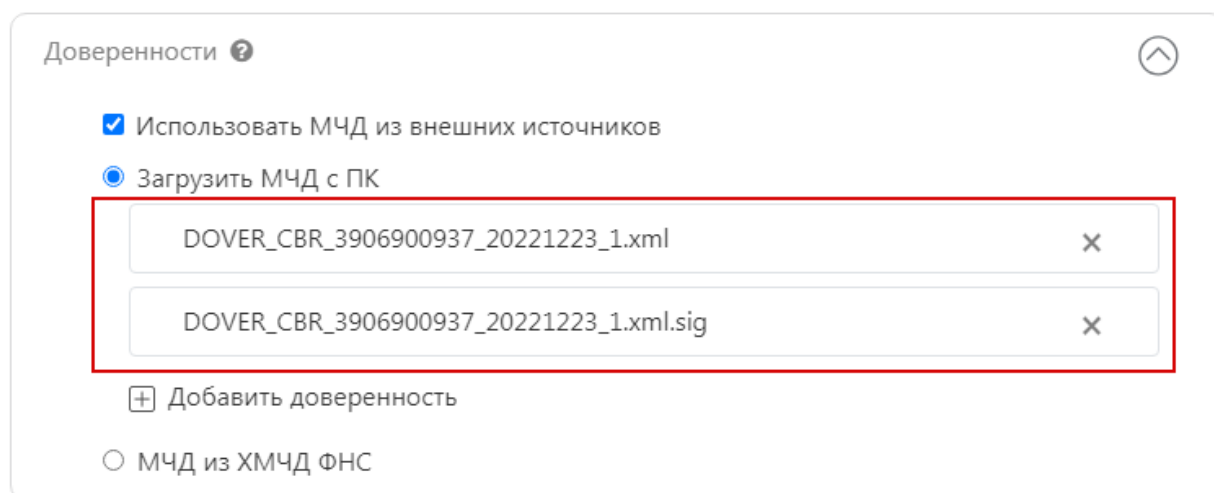 Доверенности ?
Использовать МЧД из внешних источников
Загрузить МЧД с ПК
DOVER_CBR_3906900937_20221223_1.xml
DOVER_CBR_3906900937_20221223_1.xml.sig
Добавить доверенность
МЧД из ХМЧД ФНС